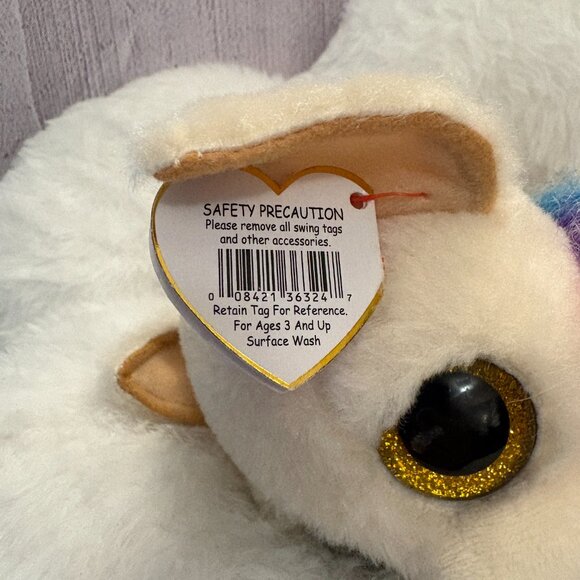 SAFETY PRECAUTION
Please remove all swing tags
and other accessories.
0 08421 36324 7
Retain Tag For Reference.
For Ages 3 And Up
Surface Wash